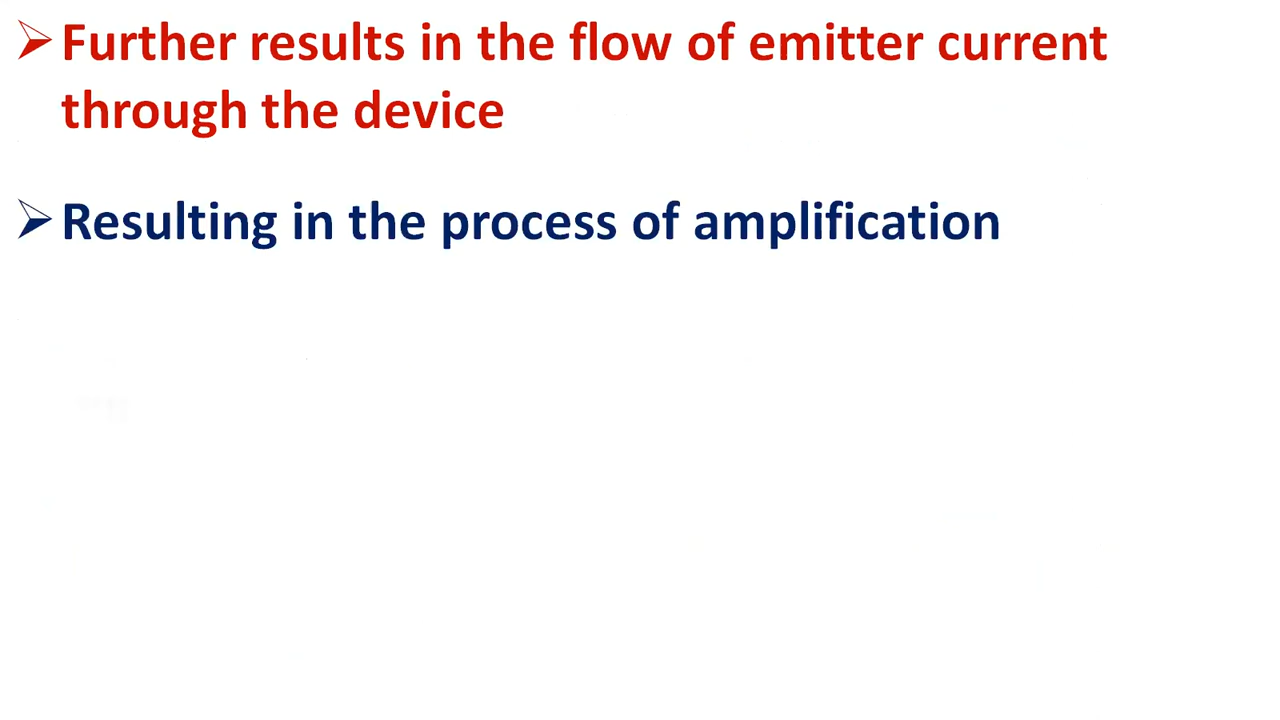 ➢Further results in the flow of emitter current
through the device
➢Resulting in the process of amplification